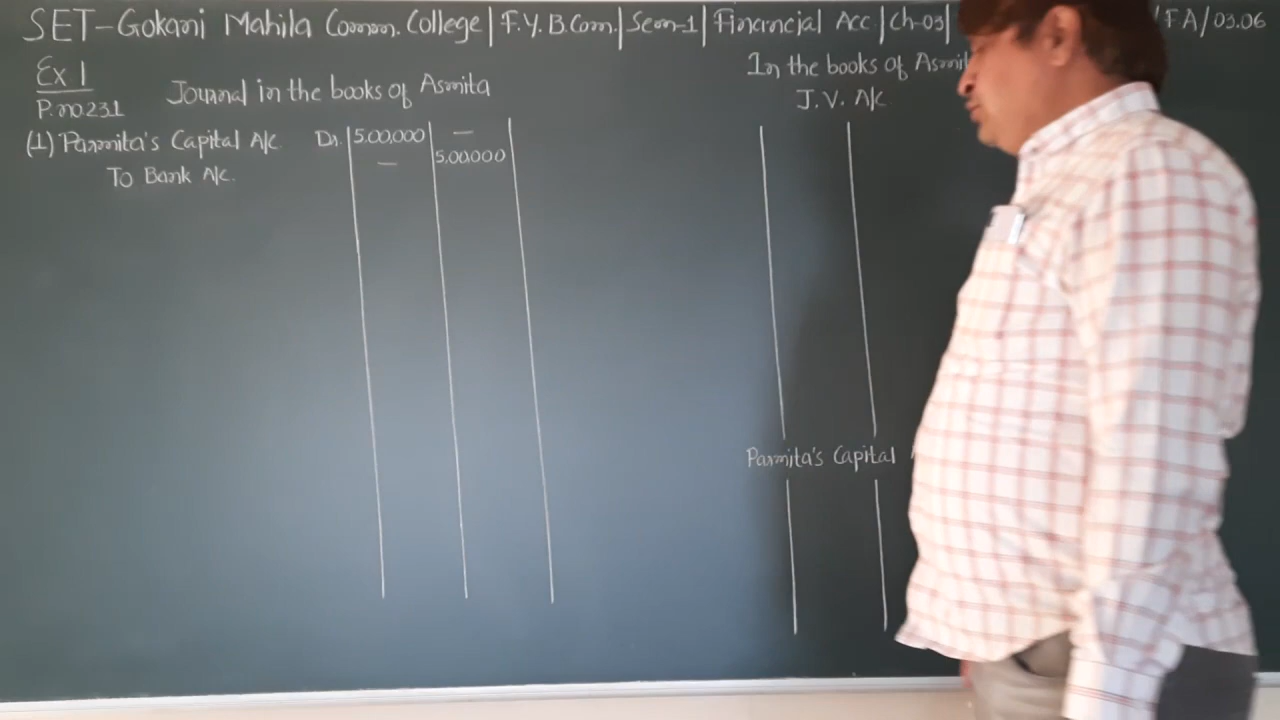 SET-Gokani Mahila Comm. College | F.Y.B.Com. | Sem-1 | Financial Acc | Ch-03 | / FA/03.06
Ex 1
P.no.231
Journal in the books of Asmita
(1) Parmita's Capital A/c. Dr. 5,00,000 —
To Bank A/c. — 5,00,000
In the books of Asmit
J.V. A/c
Parmita's Capital